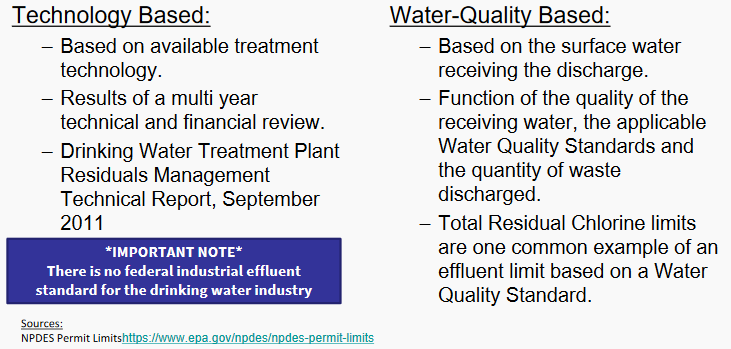 Technology Based:
– Based on available treatment
technology.
– Results of a multi year
technical and financial review.
– Drinking Water Treatment Plant
Residuals Management
Technical Report, September
2011
*IMPORTANT NOTE*
There is no federal industrial effluent
standard for the drinking water industry
Water-Quality Based:
– Based on the surface water
receiving the discharge.
– Function of the quality of the
receiving water, the applicable
Water Quality Standards and
the quantity of waste
discharged.
– Total Residual Chlorine limits
are one common example of an
effluent limit based on a Water
Quality Standard.
Sources:
NPDES Permit Limitshttps://www.epa.gov/npdes/npdes-permit-limits